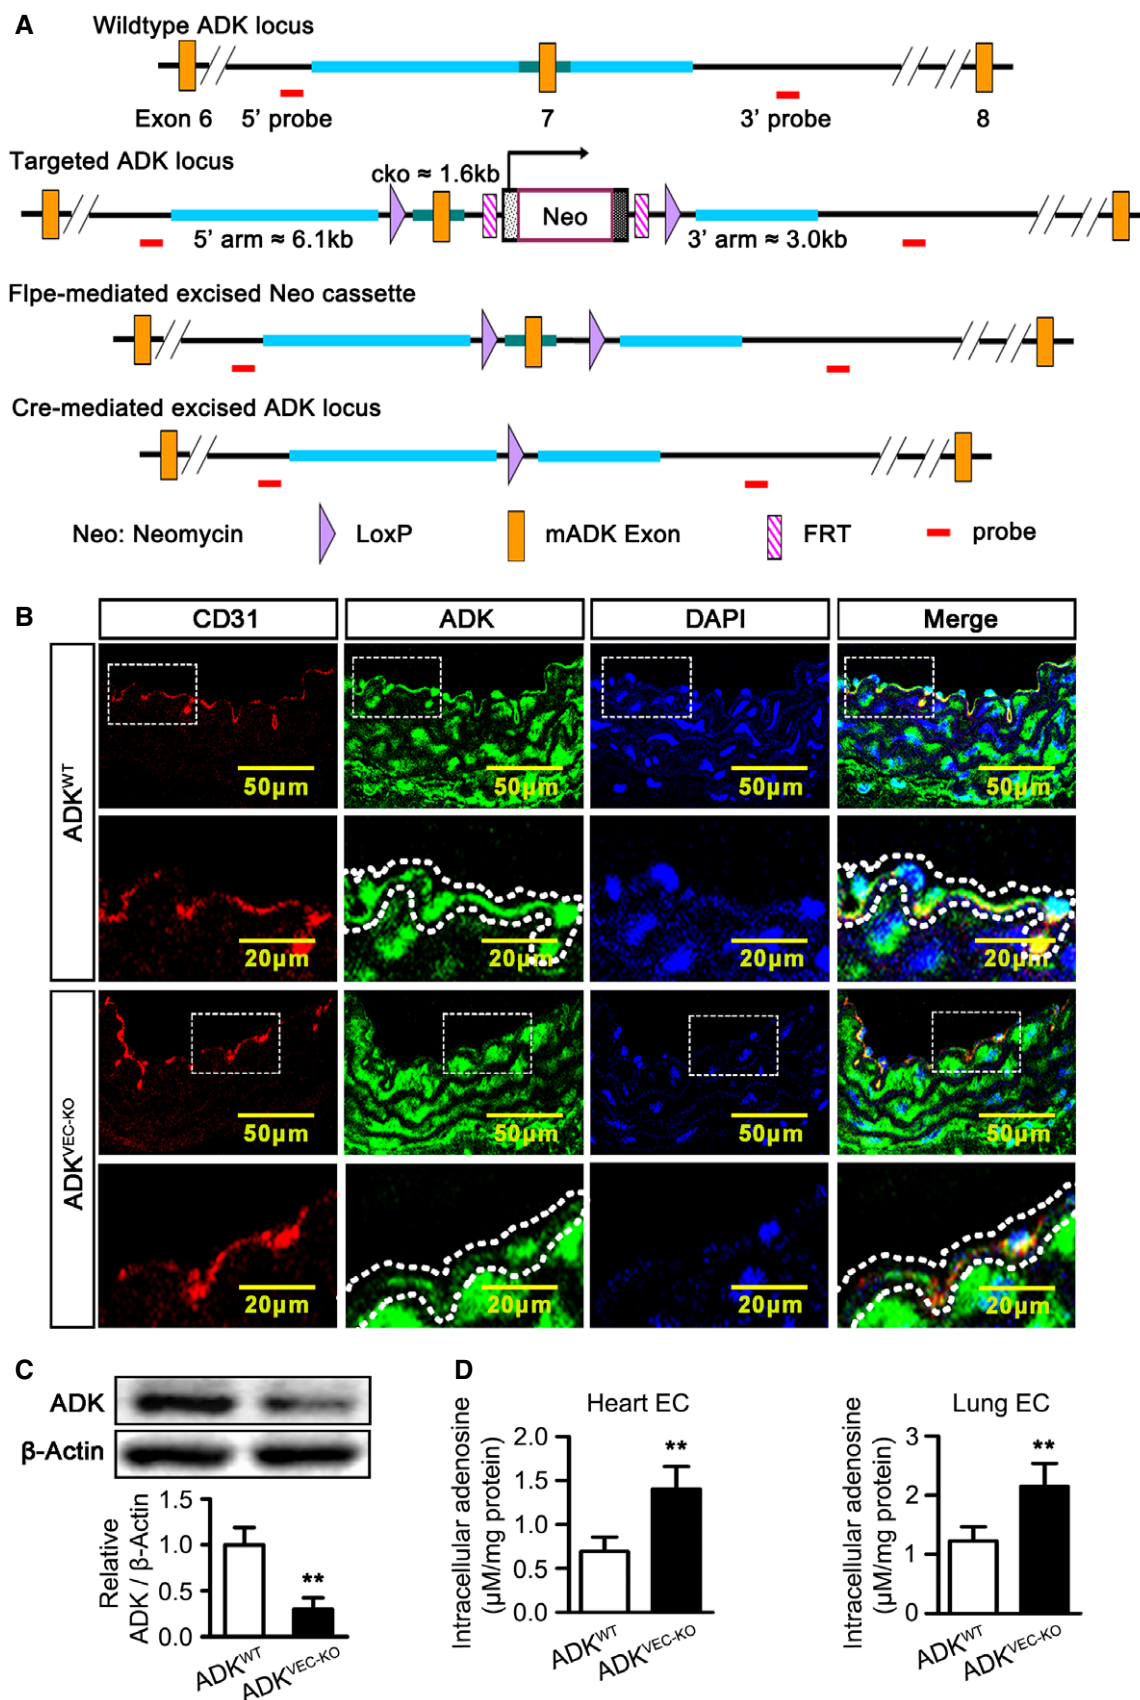 A
Wildtype ADK locus
Exon 6 5' probe 7 3' probe 8
Targeted ADK locus
cko ≈ 1.6kb
Neo
5' arm ≈ 6.1kb 3' arm ≈ 3.0kb
Flpe-mediated excised Neo cassette
Cre-mediated excised ADK locus
Neo: Neomycin LoxP mADK Exon FRT probe
B
CD31 ADK DAPI Merge
ADK^WT
50µm 50µm 50µm 50µm
20µm 20µm 20µm 20µm
ADK^VEC-KO
50µm 50µm 50µm 50µm
20µm 20µm 20µm 20µm
C
ADK
β-Actin
Relative
ADK / β-Actin
1.5
1.0
0.5
0.0
**
ADK^WT
ADK^VEC-KO
D
Heart EC
Intracellular adenosine
(µM/mg protein)
2.0
1.5
1.0
0.5
0.0
**
ADK^WT
ADK^VEC-KO
Lung EC
Intracellular adenosine
(µM/mg protein)
3
2
1
0
**
ADK^WT
ADK^VEC-KO